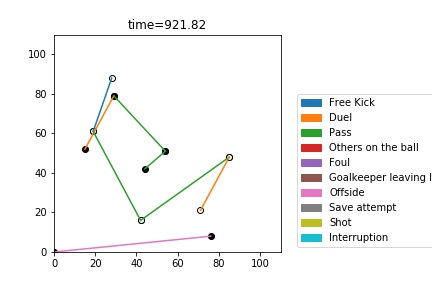 time=921.82
100
80
60
40
20
0
0 20 40 60 80 100
Free Kick
Duel
Pass
Others on the ball
Foul
Goalkeeper leaving l
Offside
Save attempt
Shot
Interruption